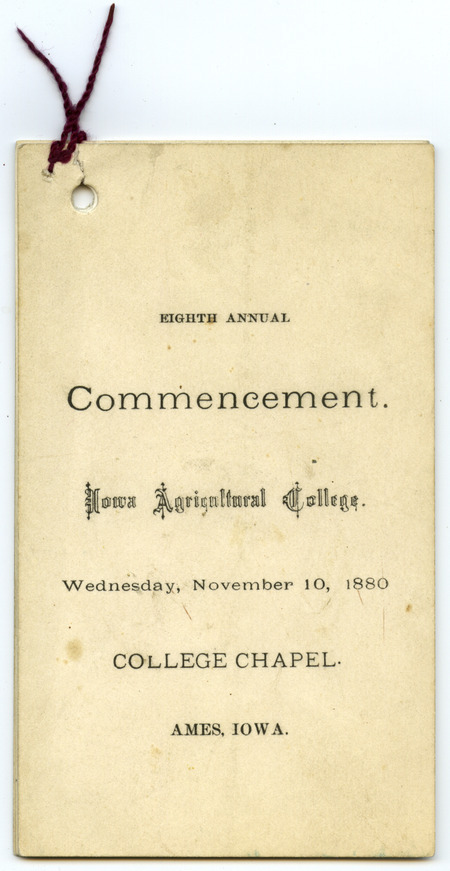 EIGHTH ANNUAL
Commencement.
Iowa Agricultural College.
Wednesday, November 10, 1880
COLLEGE CHAPEL.
AMES, IOWA.